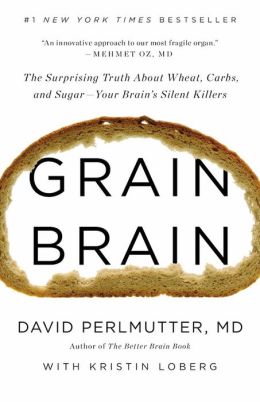 #1 NEW YORK TIMES BESTSELLER
"An innovative approach to our most fragile organ."
—MEHMET OZ, MD
The Surprising Truth About Wheat, Carbs,
and Sugar—Your Brain's Silent Killers
GRAIN
BRAIN
DAVID PERLMUTTER, MD
Author of The Better Brain Book
WITH KRISTIN LOBERG